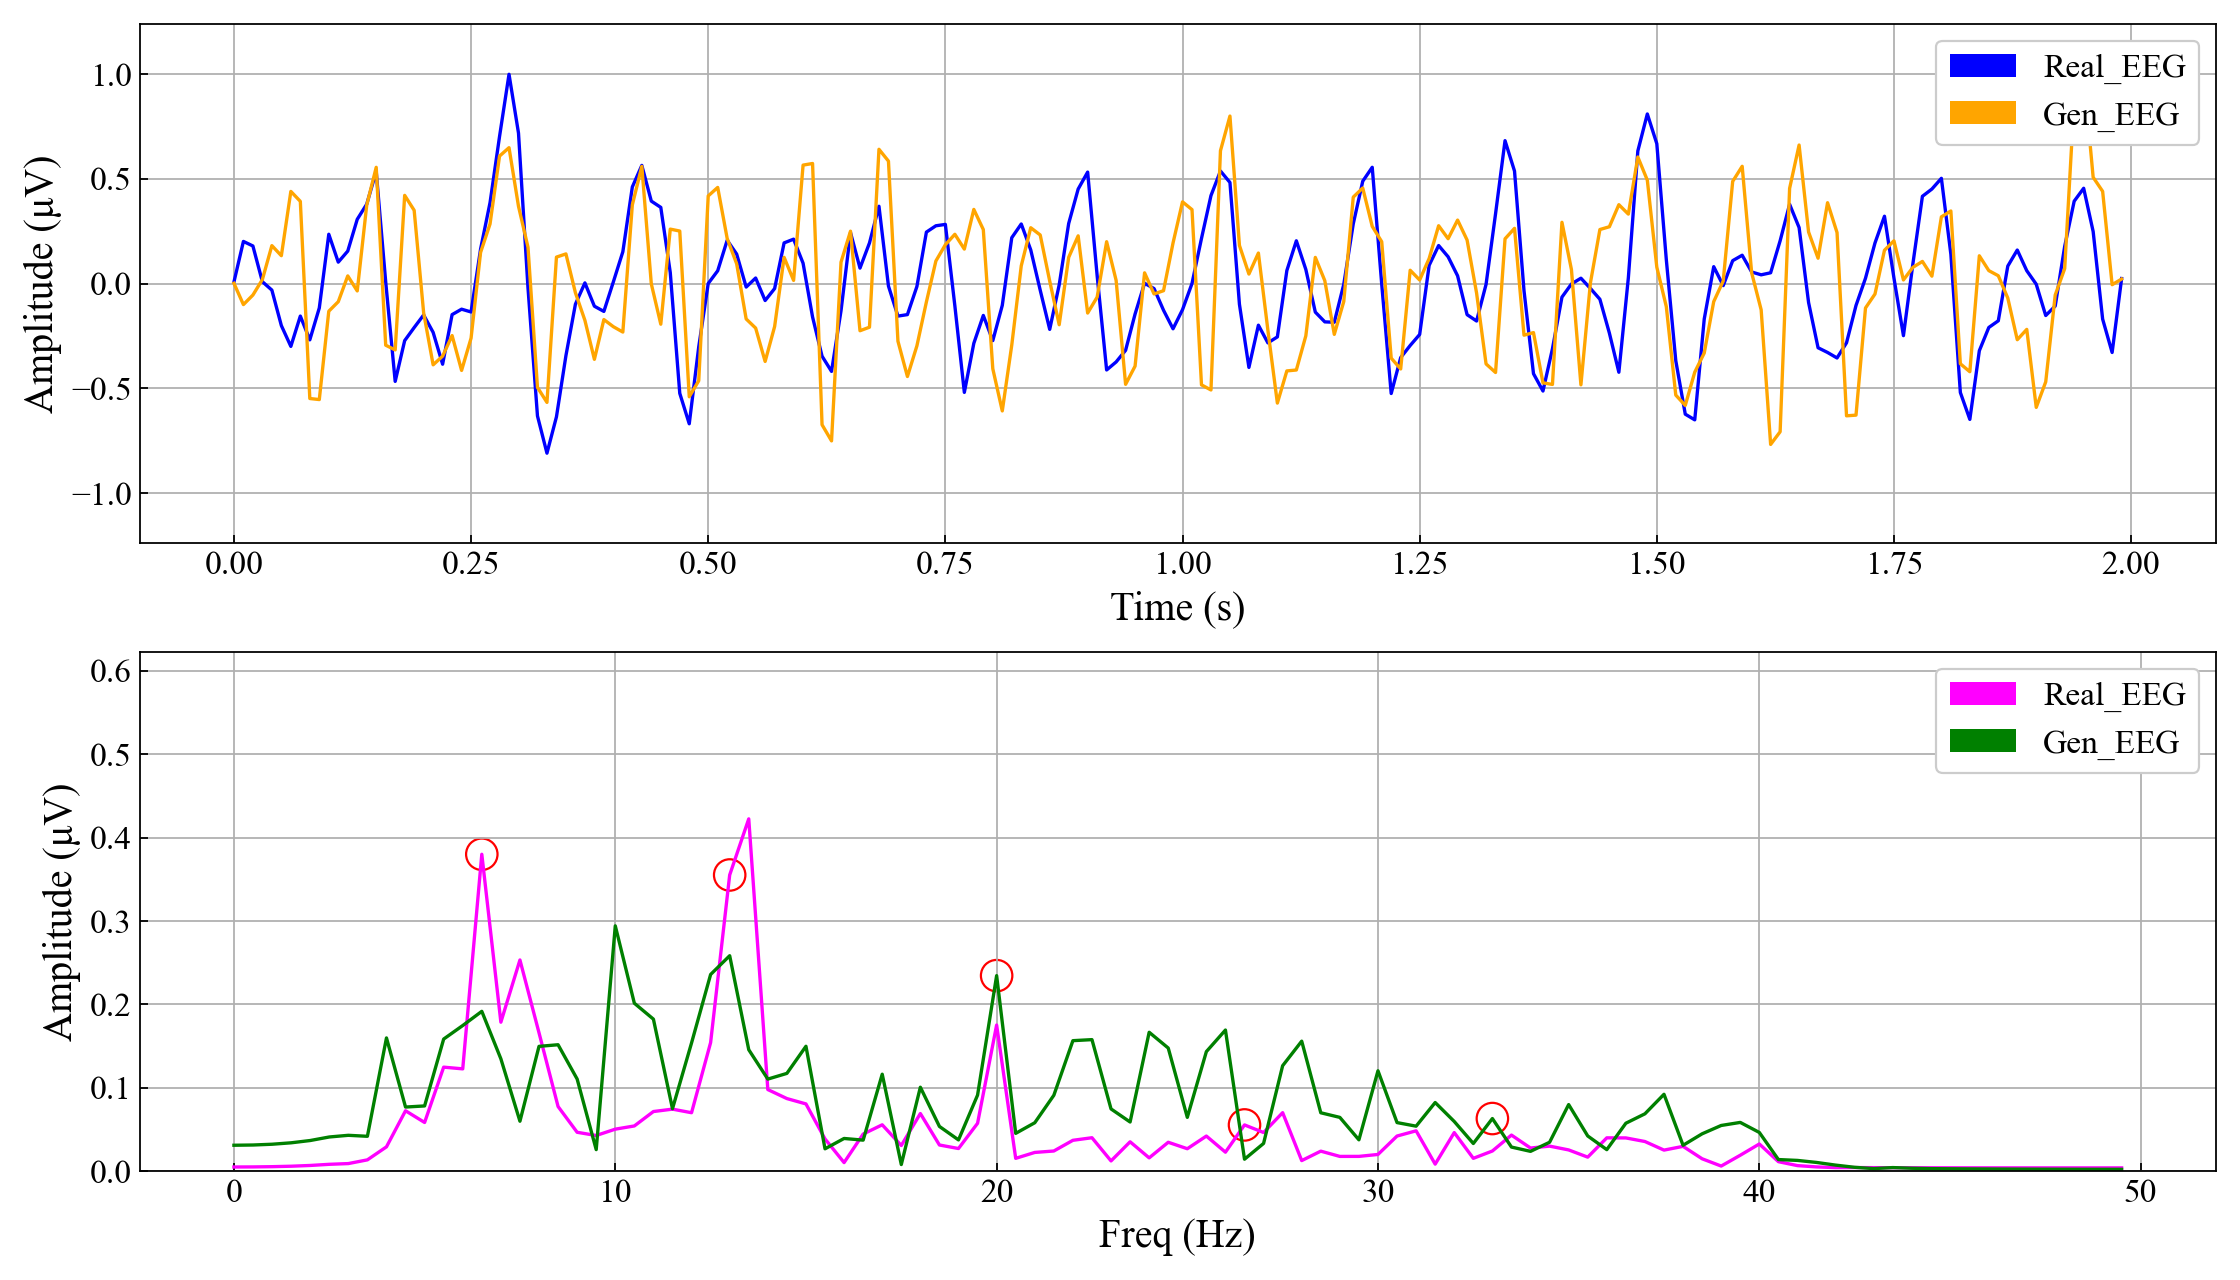 Amplitude (μV)
1.0
0.5
0.0
−0.5
−1.0
Real_EEG
Gen_EEG
0.00 0.25 0.50 0.75 1.00 1.25 1.50 1.75 2.00
Time (s)
Amplitude (μV)
0.6
0.5
0.4
0.3
0.2
0.1
0.0
Real_EEG
Gen_EEG
0 10 20 30 40 50
Freq (Hz)